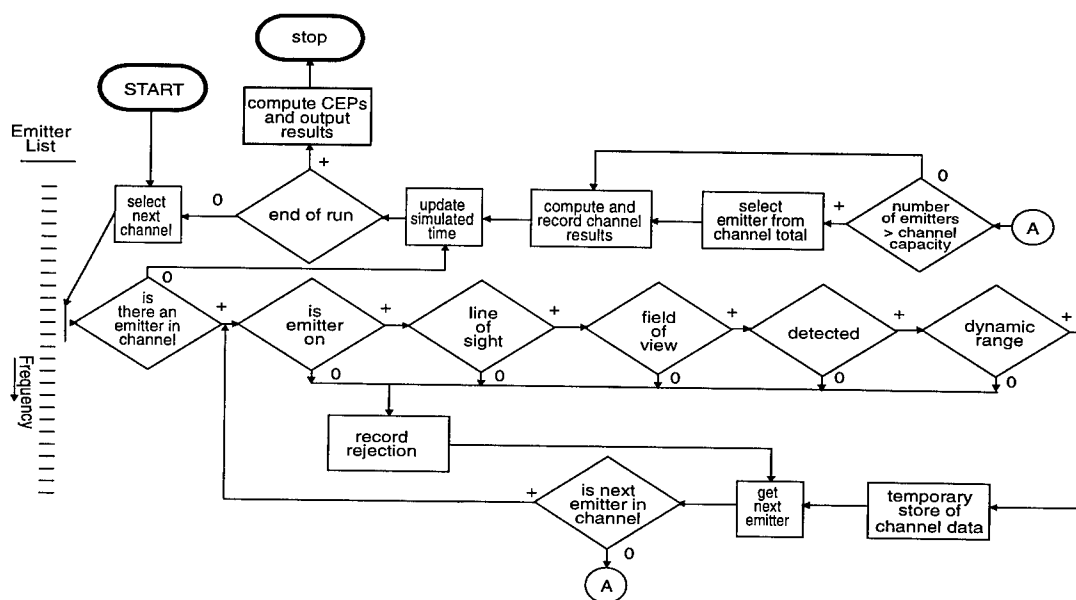 stop
START
compute CEPs
and output
results
Emitter
List
+
0
select
next
channel
0
end of run
update
simulated
time
compute and
record channel
results
select
emitter from
channel total
+
0
number
of emitters
> channel
capacity
A
0
is
there an
emitter in
channel
+
is
emitter
on
+
0
line
of
sight
+
0
field
of
view
+
0
detected
+
0
dynamic
range
+
0
Frequency
record
rejection
+
is next
emitter in
channel
0
get
next
emitter
temporary
store of
channel data
A